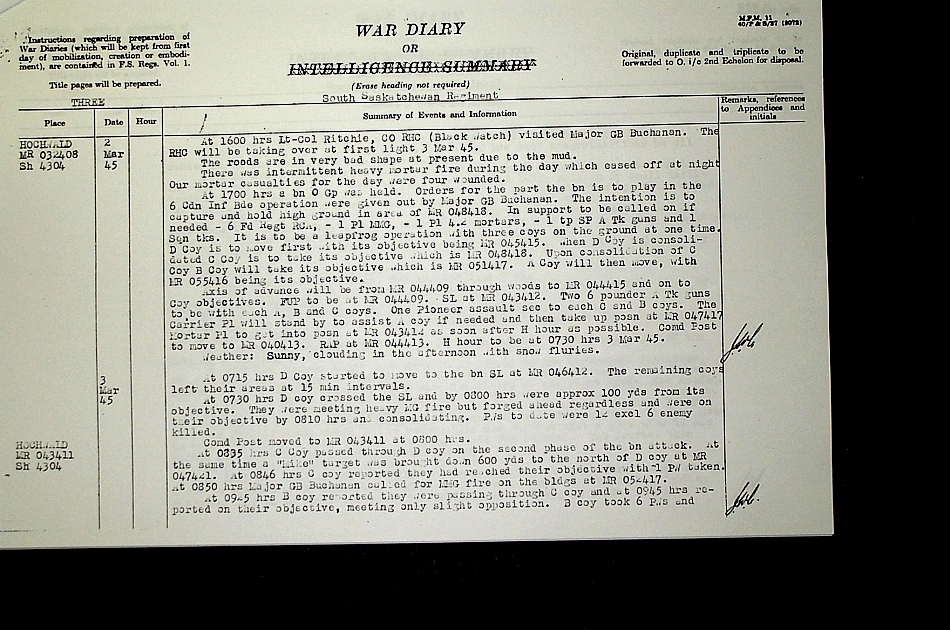 Instructions regarding preparation of
War Diaries (which will be kept from first
day of mobilization, creation or embodi-
ment), are contained in F.S. Regs. Vol. 1.
Title pages will be prepared.
WAR DIARY
OR
INTELLIGENCE SUMMARY
(Erase heading not required)
M.F.M. 11
Original, duplicate and triplicate to be
forwarded to O. i/c 2nd Echelon for disposal.
THREE
South Saskatchewan Regiment
Place Date Hour Summary of Events and Information Remarks, references
to Appendices and
initials
HOCHWALD
MR 032408
Sh 4304
2
Mar
45
At 1600 hrs Lt-Col Ritchie, CO RHC (Black Watch) visited Major GB Buchanan. The
RHC will be taking over at first light 3 Mar 45.
The roads are in very bad shape at present due to the mud.
There was intermittent heavy mortar fire during the day which eased off at night
Our mortar casualties for the day were four wounded.
At 1700 hrs a bn O Gp was held. Orders for the part the bn is to play in the
6 Cdn Inf Bde operation were given out by Major GB Buchanan. The intention is to
capture and hold high ground in area of MR 048418. In support to be called on if
needed - 6 Fd Regt RCA, - 1 Pl MMG, - 1 Pl 4.2 mortars, - 1 tp SP A Tk guns and 1
Sqn tks. It is to be a leapfrog operation with three coys on the ground at one time.
D Coy is to move first with its objective being MR 045415. When D Coy is consoli-
dated C Coy is to take its objective which is MR 048418. Upon consolidation of C
Coy B Coy will take its objective which is MR 051417. A Coy will then move, with
MR 055416 being its objective.
Axis of advance will be from MR 044409 through woods to MR 044415 and on to
Coy objectives. FUP to be at MR 044409. SL at MR 043412. Two 6 pounder A Tk guns
to be with each A, B and C coys. One Pioneer assault sec to each C and B coys. The
Carrier Pl will stand by to assist A coy if needed and then take up posn at MR 047417
Mortar Pl to get into posn at MR 043412 as soon after H hour as possible. Comd Post
to move to MR 040413. RAP at MR 044413. H hour to be at 0730 hrs 3 Mar 45.
Weather: Sunny, clouding in the afternoon with snow fluries.
3
Mar
45
At 0715 hrs D Coy started to move to the bn SL at MR 046412. The remaining coys
left their areas at 15 min intervals.
At 0730 hrs D coy crossed the SL and by 0800 hrs were approx 100 yds from its
objective. They were meeting heavy MG fire but forged ahead regardless and were on
their objective by 0810 hrs and consolidating. P/s to date were 12 excl 6 enemy
killed.
HOCHWALD
MR 043411
Sh 4304
Comd Post moved to MR 043411 at 0800 hrs.
At 0835 hrs C Coy passed through D coy on the second phase of the bn attack. At
the same time a "Mike" target was brought down 600 yds to the north of D coy at MR
047421. At 0846 hrs C coy reported they had reached their objective with 1 PW taken.
At 0850 hrs Major GB Buchanan called for MMG fire on the bldgs at MR 052417.
At 0925 hrs B coy reported they were passing through C coy and at 0945 hrs re-
ported on their objective, meeting only slight opposition. B coy took 6 PWs and